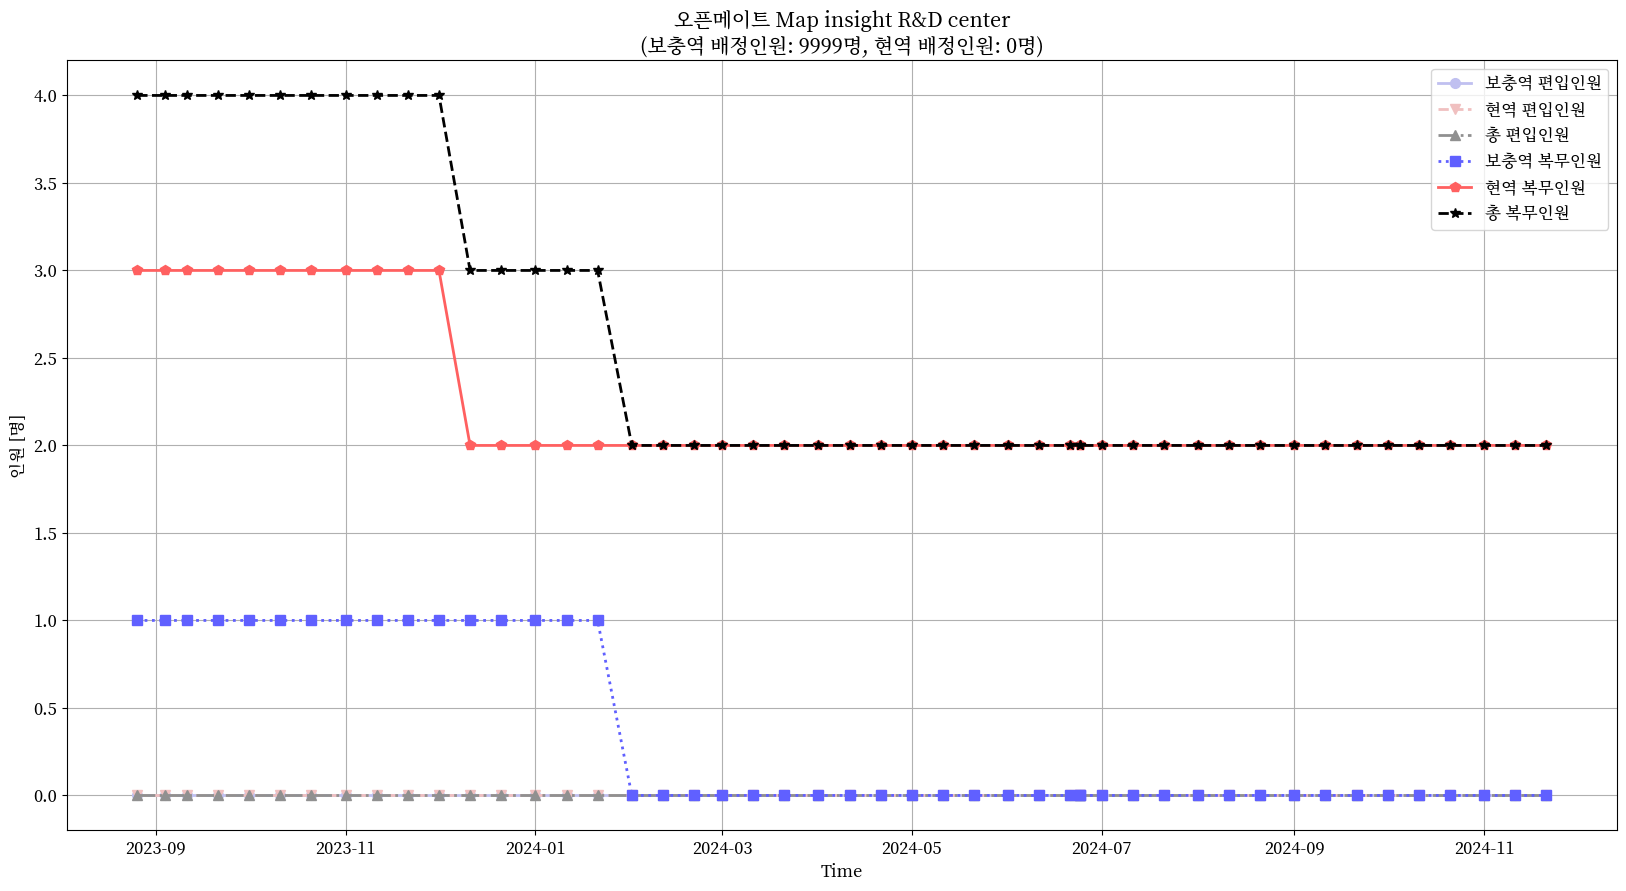 오픈메이트 Map insight R&D center
(보충역 배정인원: 9999명, 현역 배정인원: 0명)
보충역 편입인원
현역 편입인원
총 편입인원
보충역 복무인원
현역 복무인원
총 복무인원
인원 [명]
4.0
3.5
3.0
2.5
2.0
1.5
1.0
0.5
0.0
2023-09
2023-11
2024-01
2024-03
2024-05
2024-07
2024-09
2024-11
Time